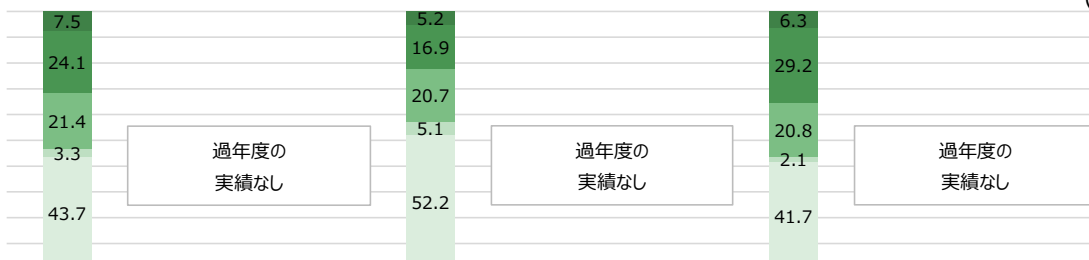 7.5
24.1
21.4
3.3
43.7
過年度の
実績なし
5.2
16.9
20.7
5.1
52.2
過年度の
実績なし
6.3
29.2
20.8
2.1
41.7
過年度の
実績なし